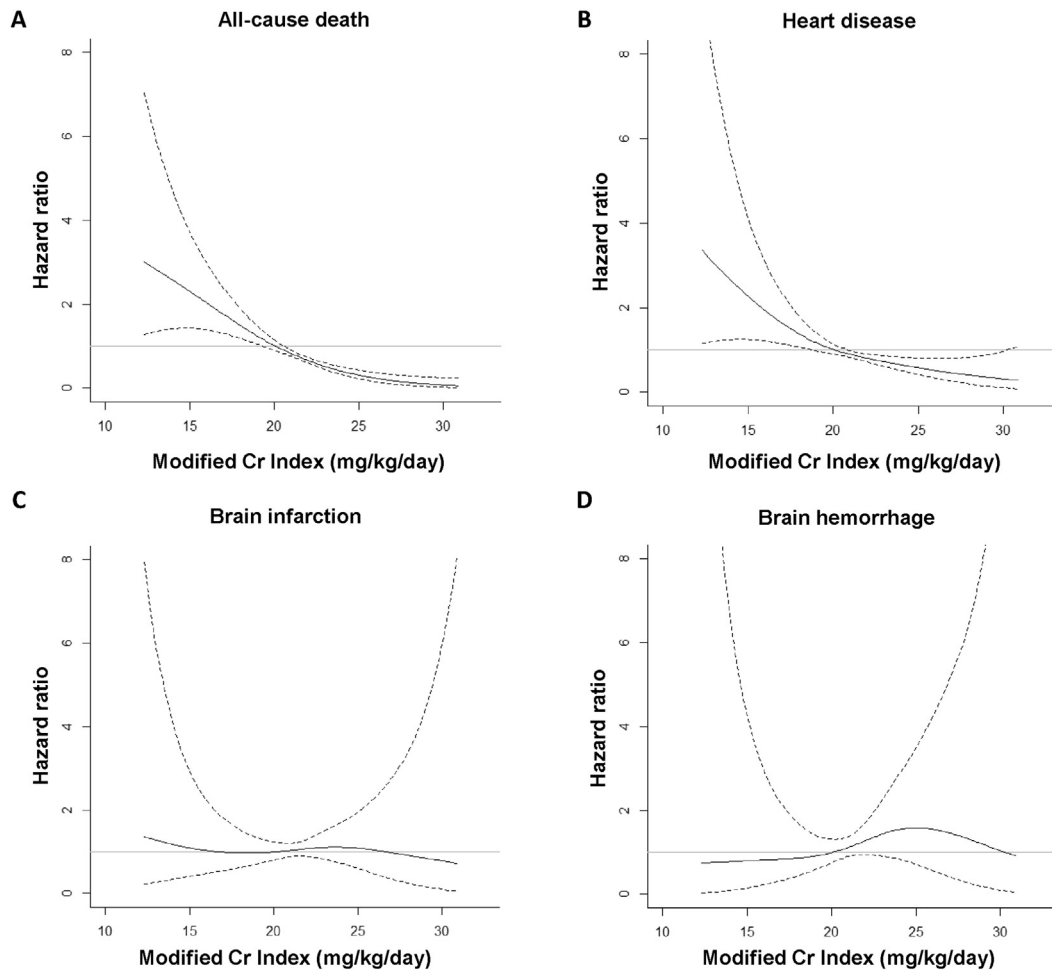 A
All-cause death
Hazard ratio
8
6
4
2
0
10 15 20 25 30
Modified Cr Index (mg/kg/day)
B
Heart disease
Hazard ratio
8
6
4
2
0
10 15 20 25 30
Modified Cr Index (mg/kg/day)
C
Brain infarction
Hazard ratio
8
6
4
2
0
10 15 20 25 30
Modified Cr Index (mg/kg/day)
D
Brain hemorrhage
Hazard ratio
8
6
4
2
0
10 15 20 25 30
Modified Cr Index (mg/kg/day)